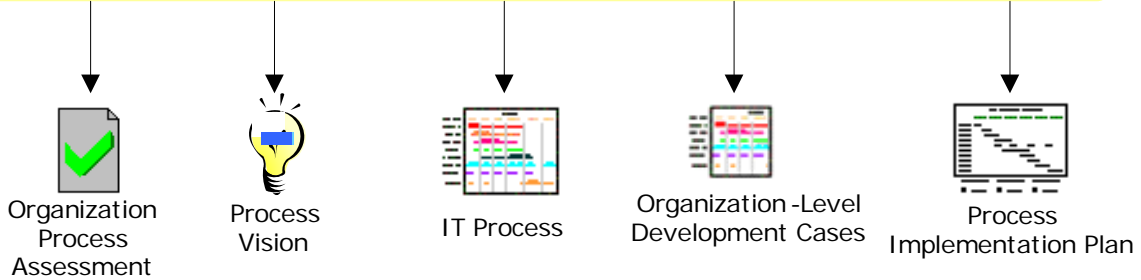 Organization
Process
Assessment
Process
Vision
IT Process
Organization -Level
Development Cases
Process
Implementation Plan